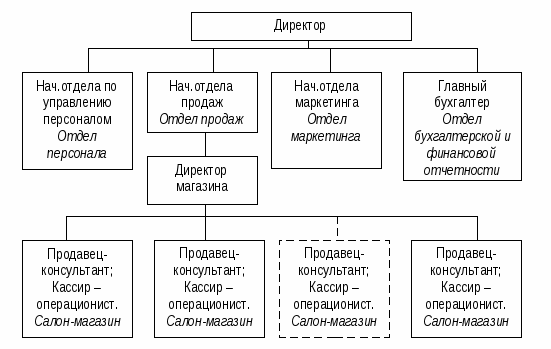 Директор
Нач.отдела по
управлению
персоналом
Отдел
персонала
Нач.отдела
продаж
Отдел продаж
Нач.отдела
маркетинга
Отдел
маркетинга
Главный
бухгалтер
Отдел
бухгалтерской и
финансовой
отчетности
Директор
магазина
Продавец-
консультант;
Кассир –
операционист.
Салон-магазин
Продавец-
консультант;
Кассир –
операционист.
Салон-магазин
Продавец-
консультант;
Кассир –
операционист.
Салон-магазин
Продавец-
консультант;
Кассир –
операционист.
Салон-магазин